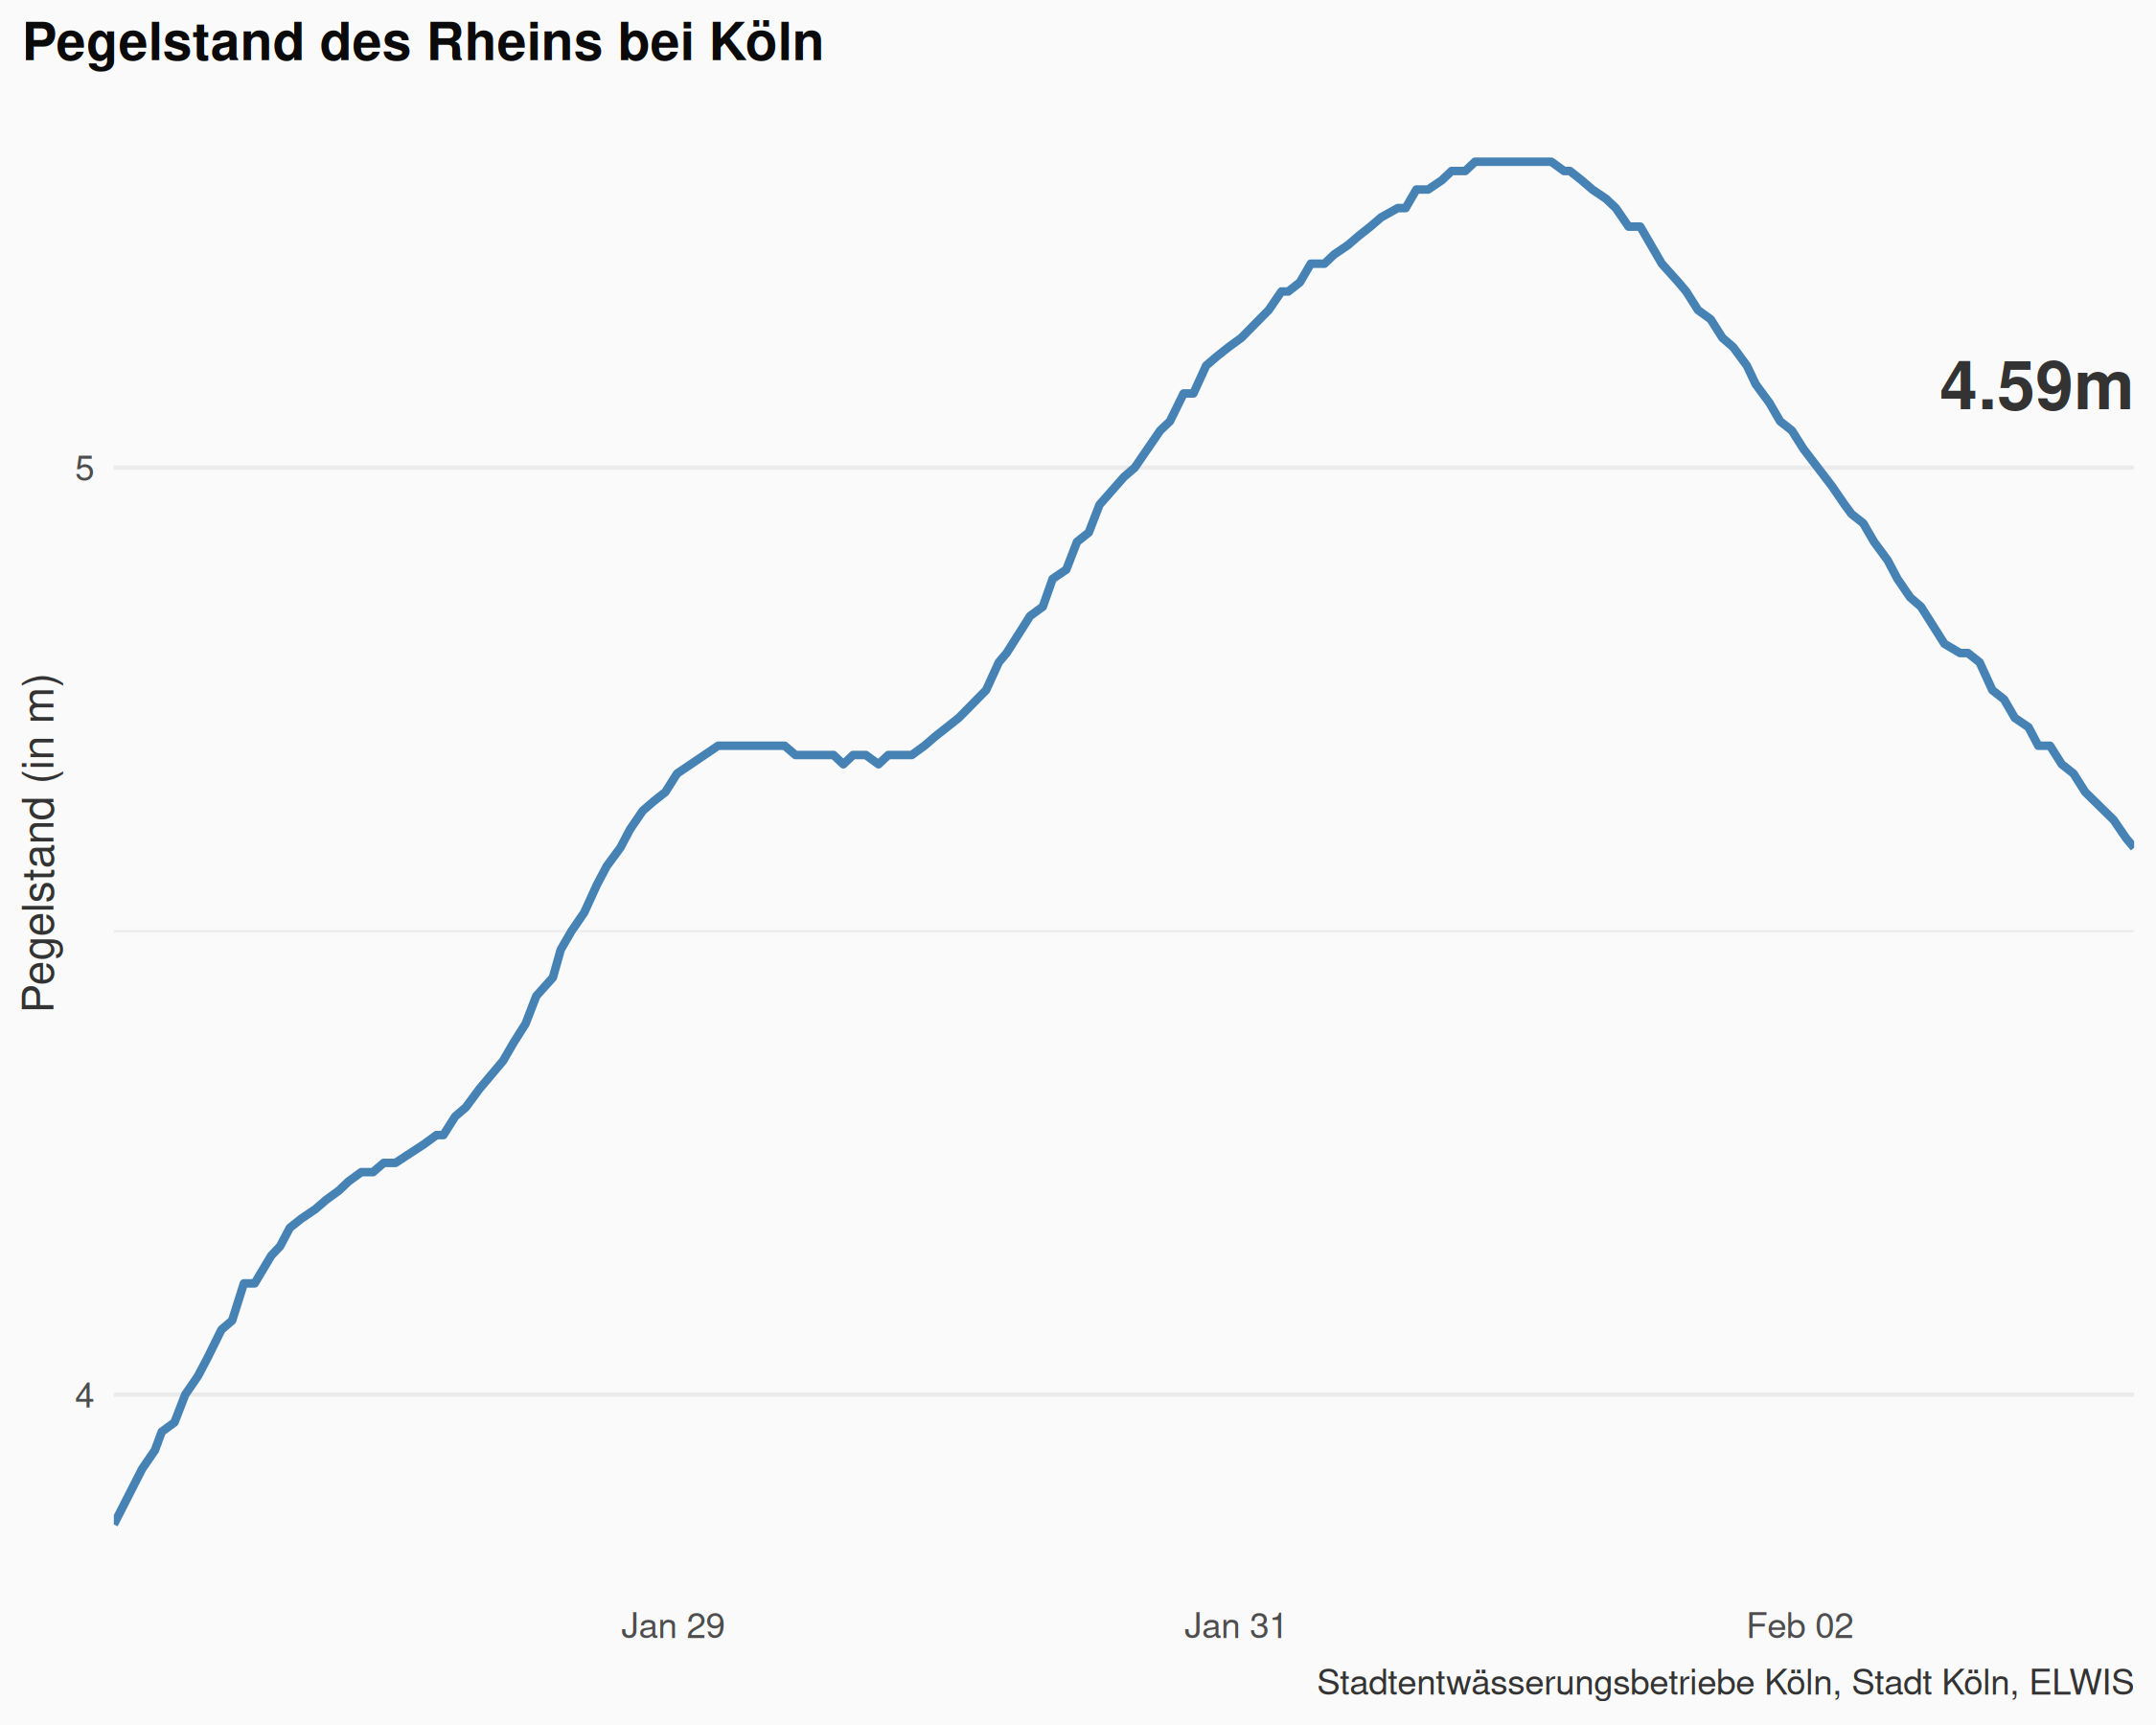 Pegelstand des Rheins bei Köln
4.59m
5
Pegelstand (in m)
4
Jan 29
Jan 31
Feb 02
Stadtentwässerungsbetriebe Köln, Stadt Köln, ELWIS